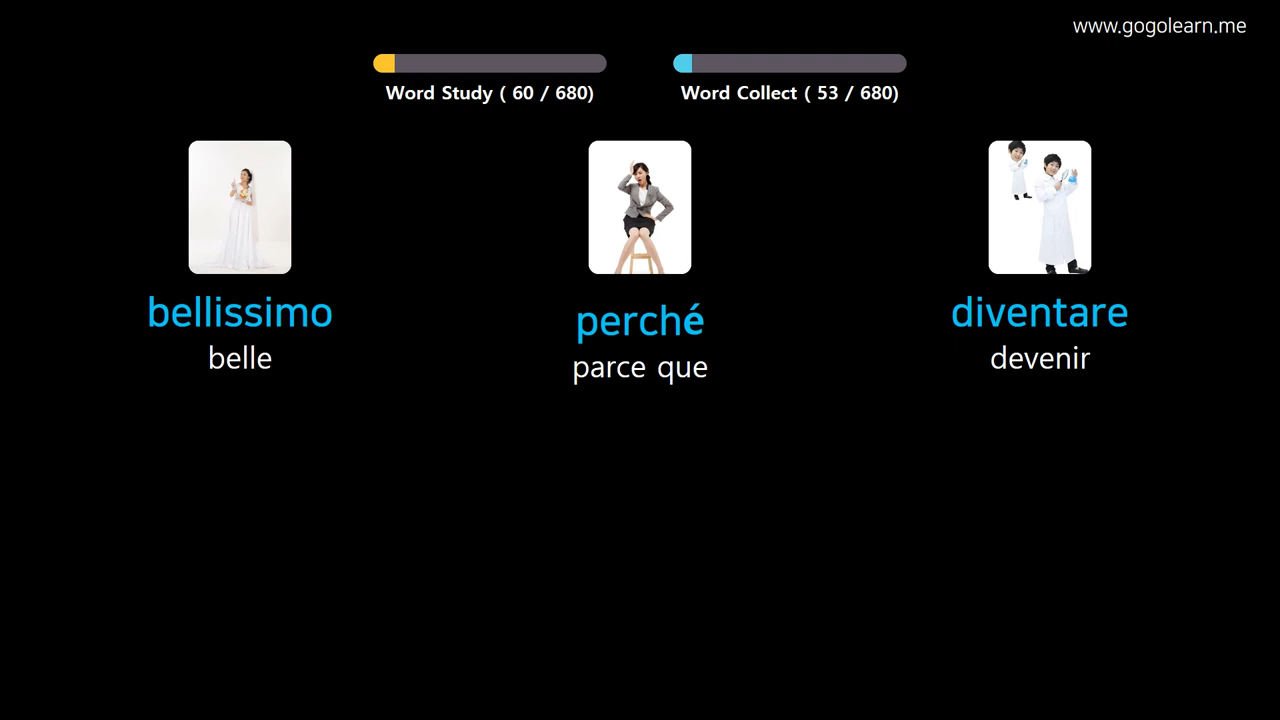 www.gogolearn.me
Word Study ( 60 / 680)
Word Collect ( 53 / 680)
bellissimo
belle
perché
parce que
diventare
devenir